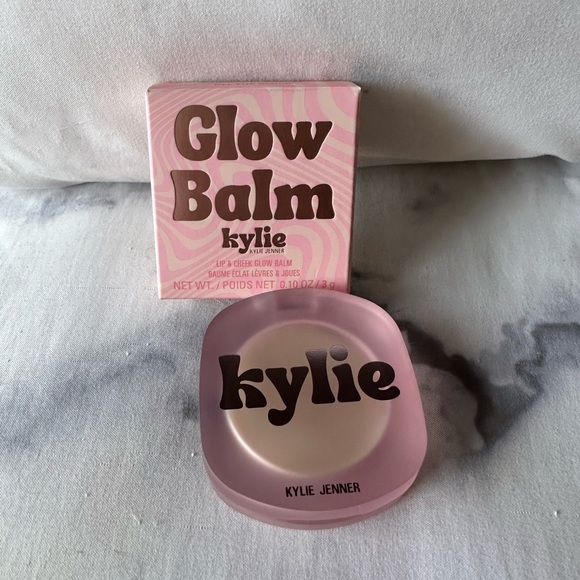 Glow
Balm
kylie
KYLIE JENNER
LIP & CHEEK GLOW BALM
BAUME ÉCLAT LÈVRES & JOUES
NET WT. / POIDS NET 0.10 OZ / 3 g
kylie
KYLIE JENNER